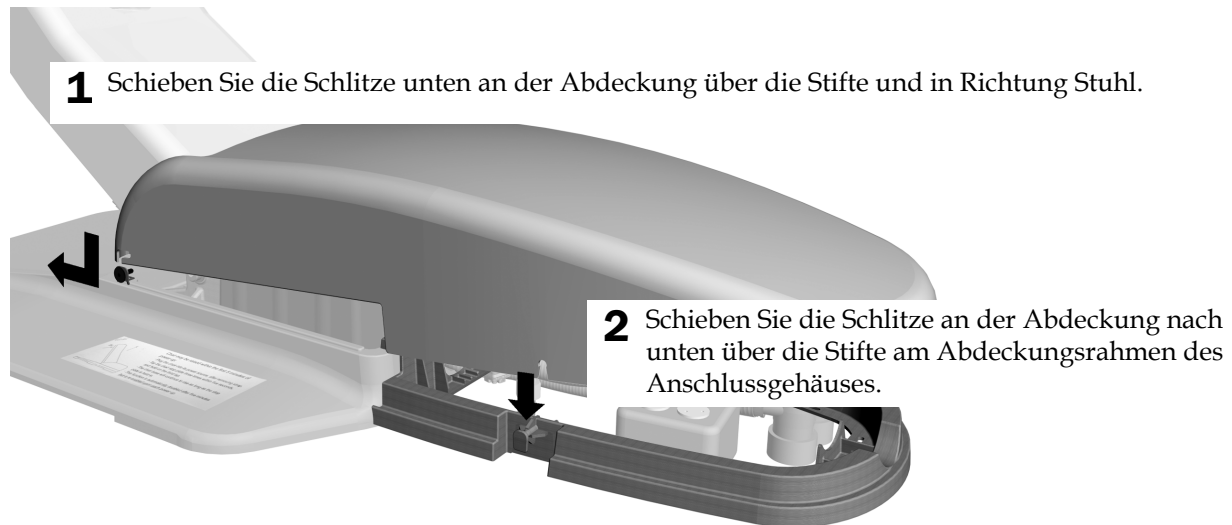 1 Schieben Sie die Schlitze unten an der Abdeckung über die Stifte und in Richtung Stuhl.
2 Schieben Sie die Schlitze an der Abdeckung nach
unten über die Stifte am Abdeckungsrahmen des
Anschlussgehäuses.